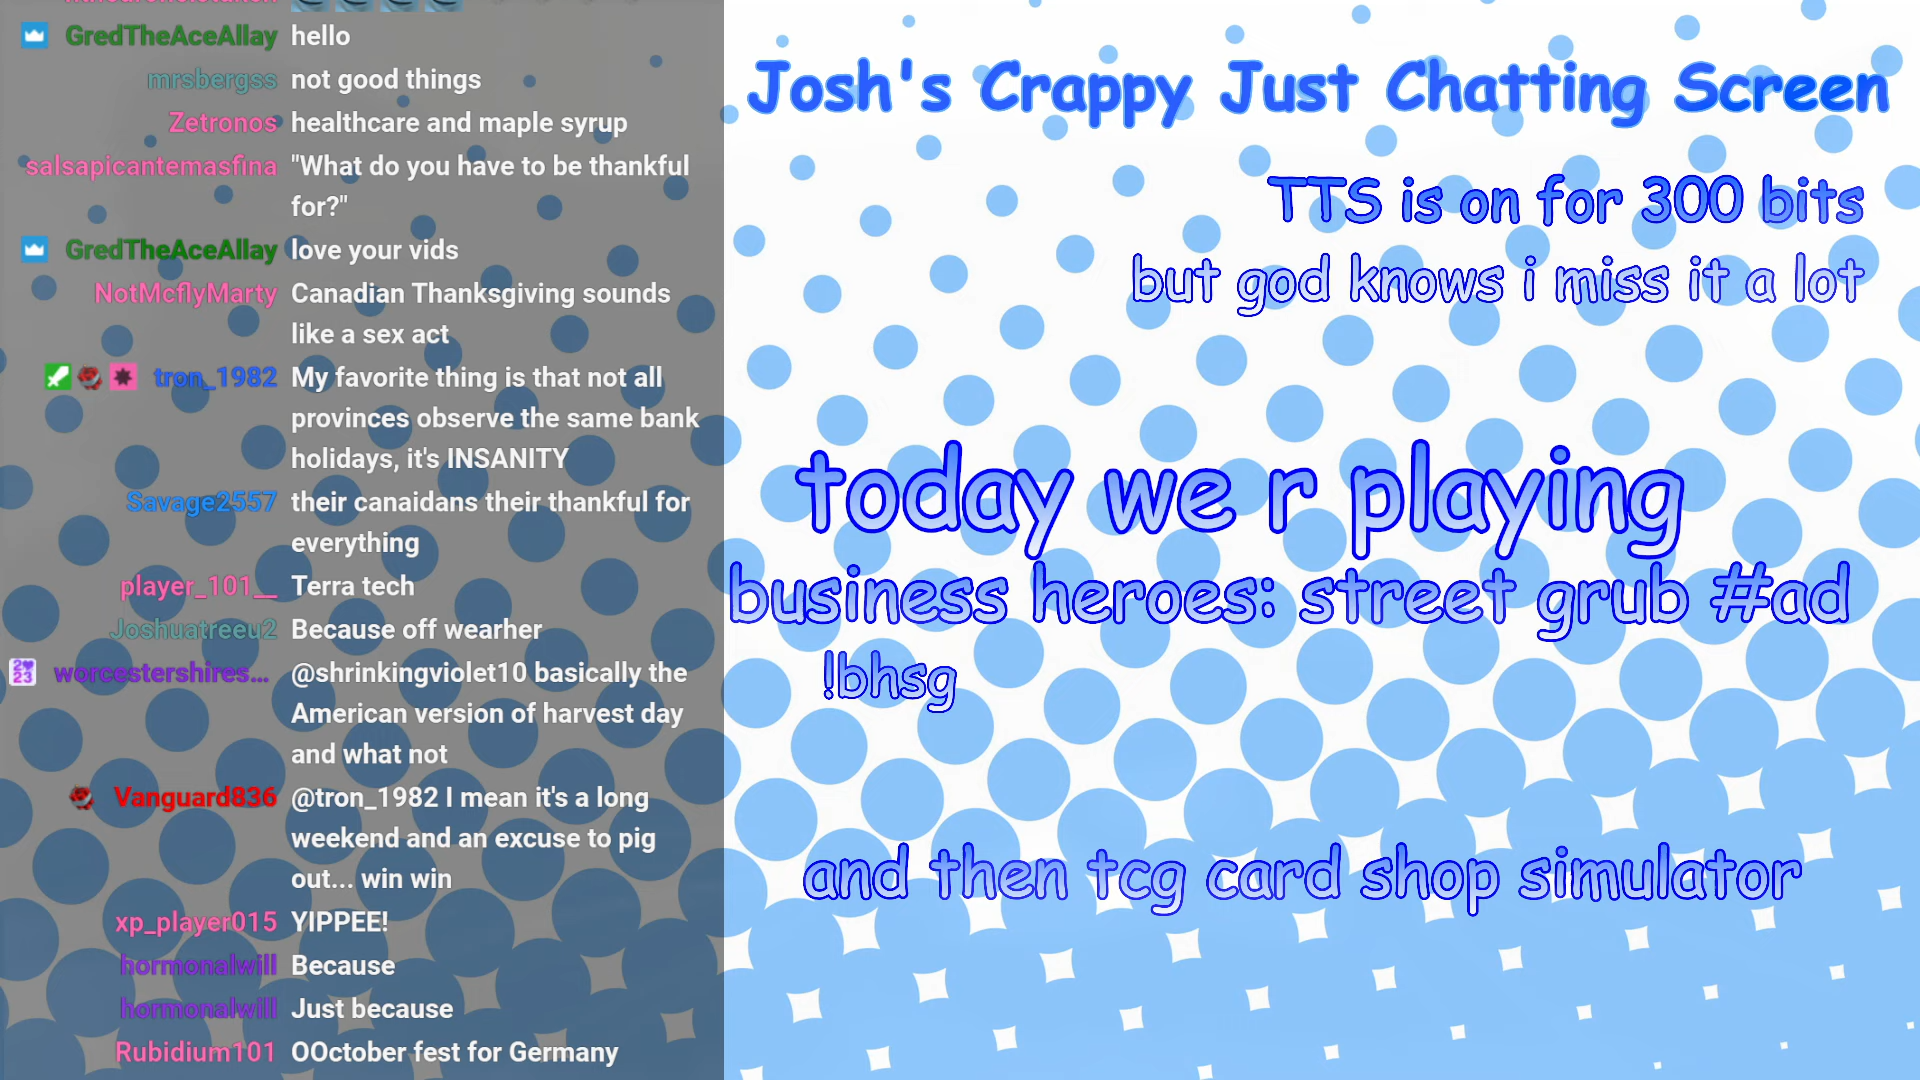 GredTheAceAllay hello
mrsbergss not good things
Zetronos healthcare and maple syrup
salsapicantemasfina "What do you have to be thankful
for?"
GredTheAceAllay love your vids
NotMcflyMarty Canadian Thanksgiving sounds
like a sex act
tron_1982 My favorite thing is that not all
provinces observe the same bank
holidays, it's INSANITY
Savage2557 their canaidans their thankful for
everything
player_101__ Terra tech
Joshuatreeu2 Because off wearher
worcestershires... @shrinkingviolet10 basically the
American version of harvest day
and what not
Vanguard836 @tron_1982 I mean it's a long
weekend and an excuse to pig
out... win win
xp_player015 YIPPEE!
hormonalwill Because
hormonalwill Just because
Rubidium101 OOctober fest for Germany
Josh's Crappy Just Chatting Screen
TTS is on for 300 bits
but god knows i miss it a lot
today we r playing
business heroes: street grub #ad
!bhsg
and then tcg card shop simulator